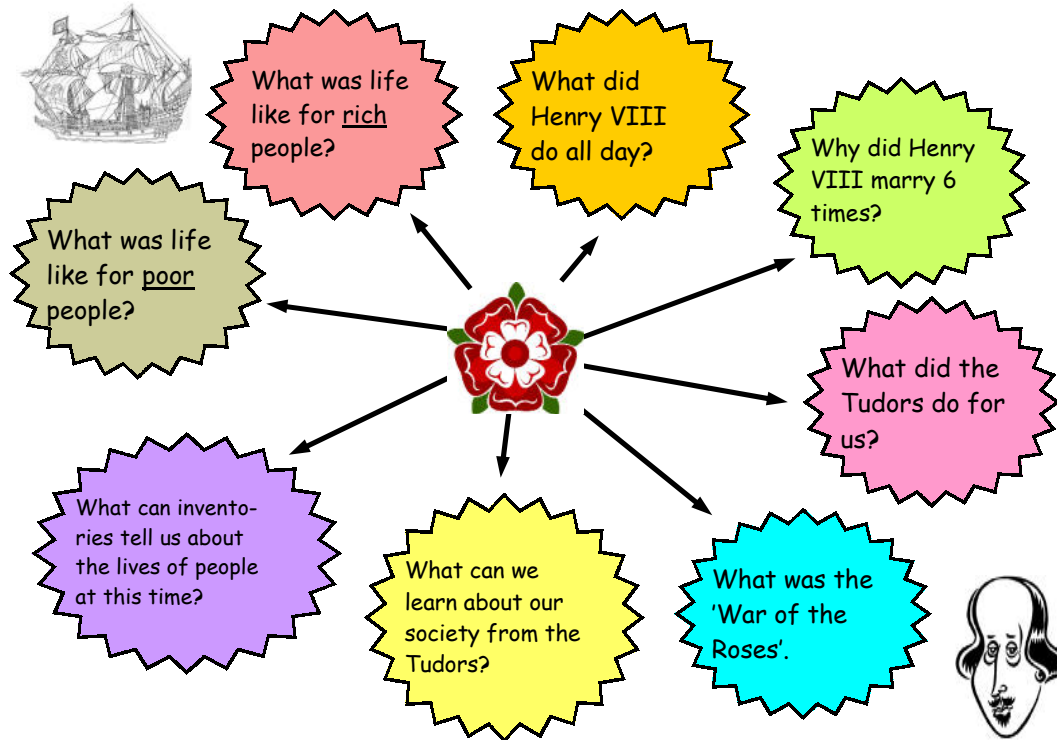 What was life
like for rich
people?
What did
Henry VIII
do all day?
Why did Henry
VIII marry 6
times?
What was life
like for poor
people?
What did the
Tudors do for
us?
What can invento-
ries tell us about
the lives of people
at this time?
What can we
learn about our
society from the
Tudors?
What was the
'War of the
Roses'.